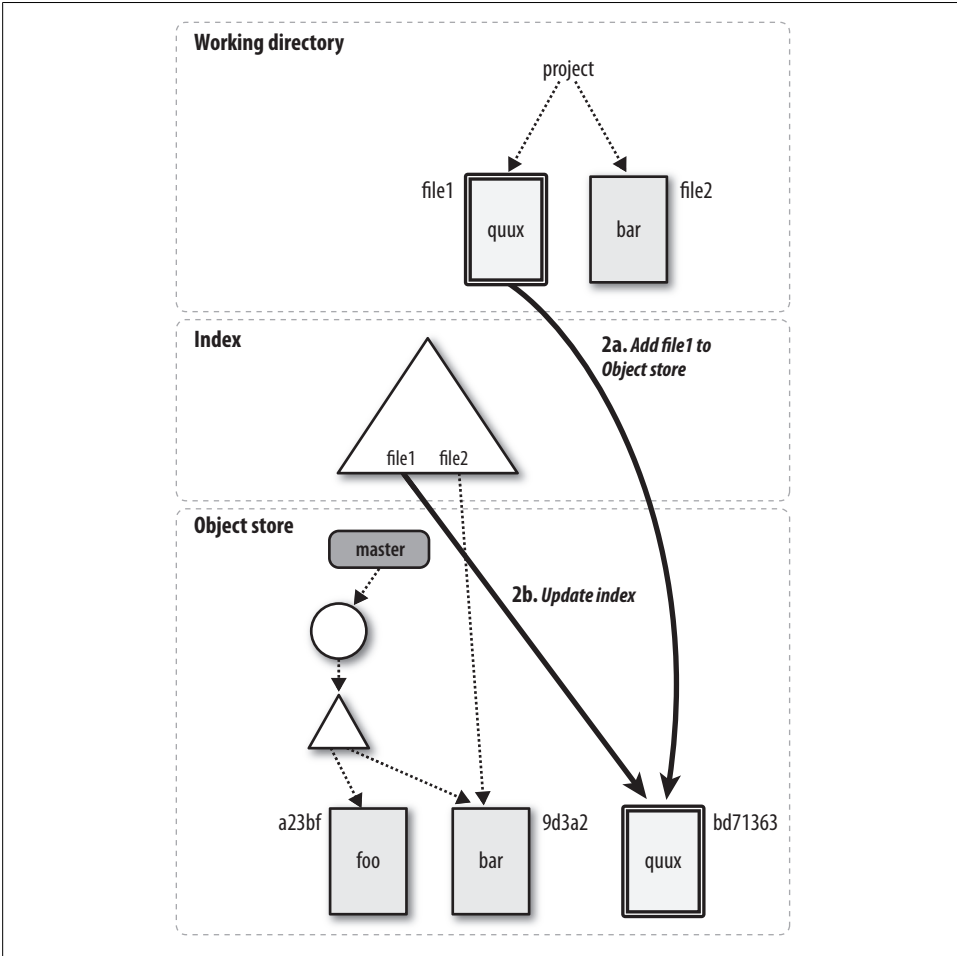 Working directory
project
file1
quux
bar
file2
Index
2a. Add file1 to
Object store
file1
file2
Object store
master
2b. Update index
a23bf
foo
bar
9d3a2
quux
bd71363